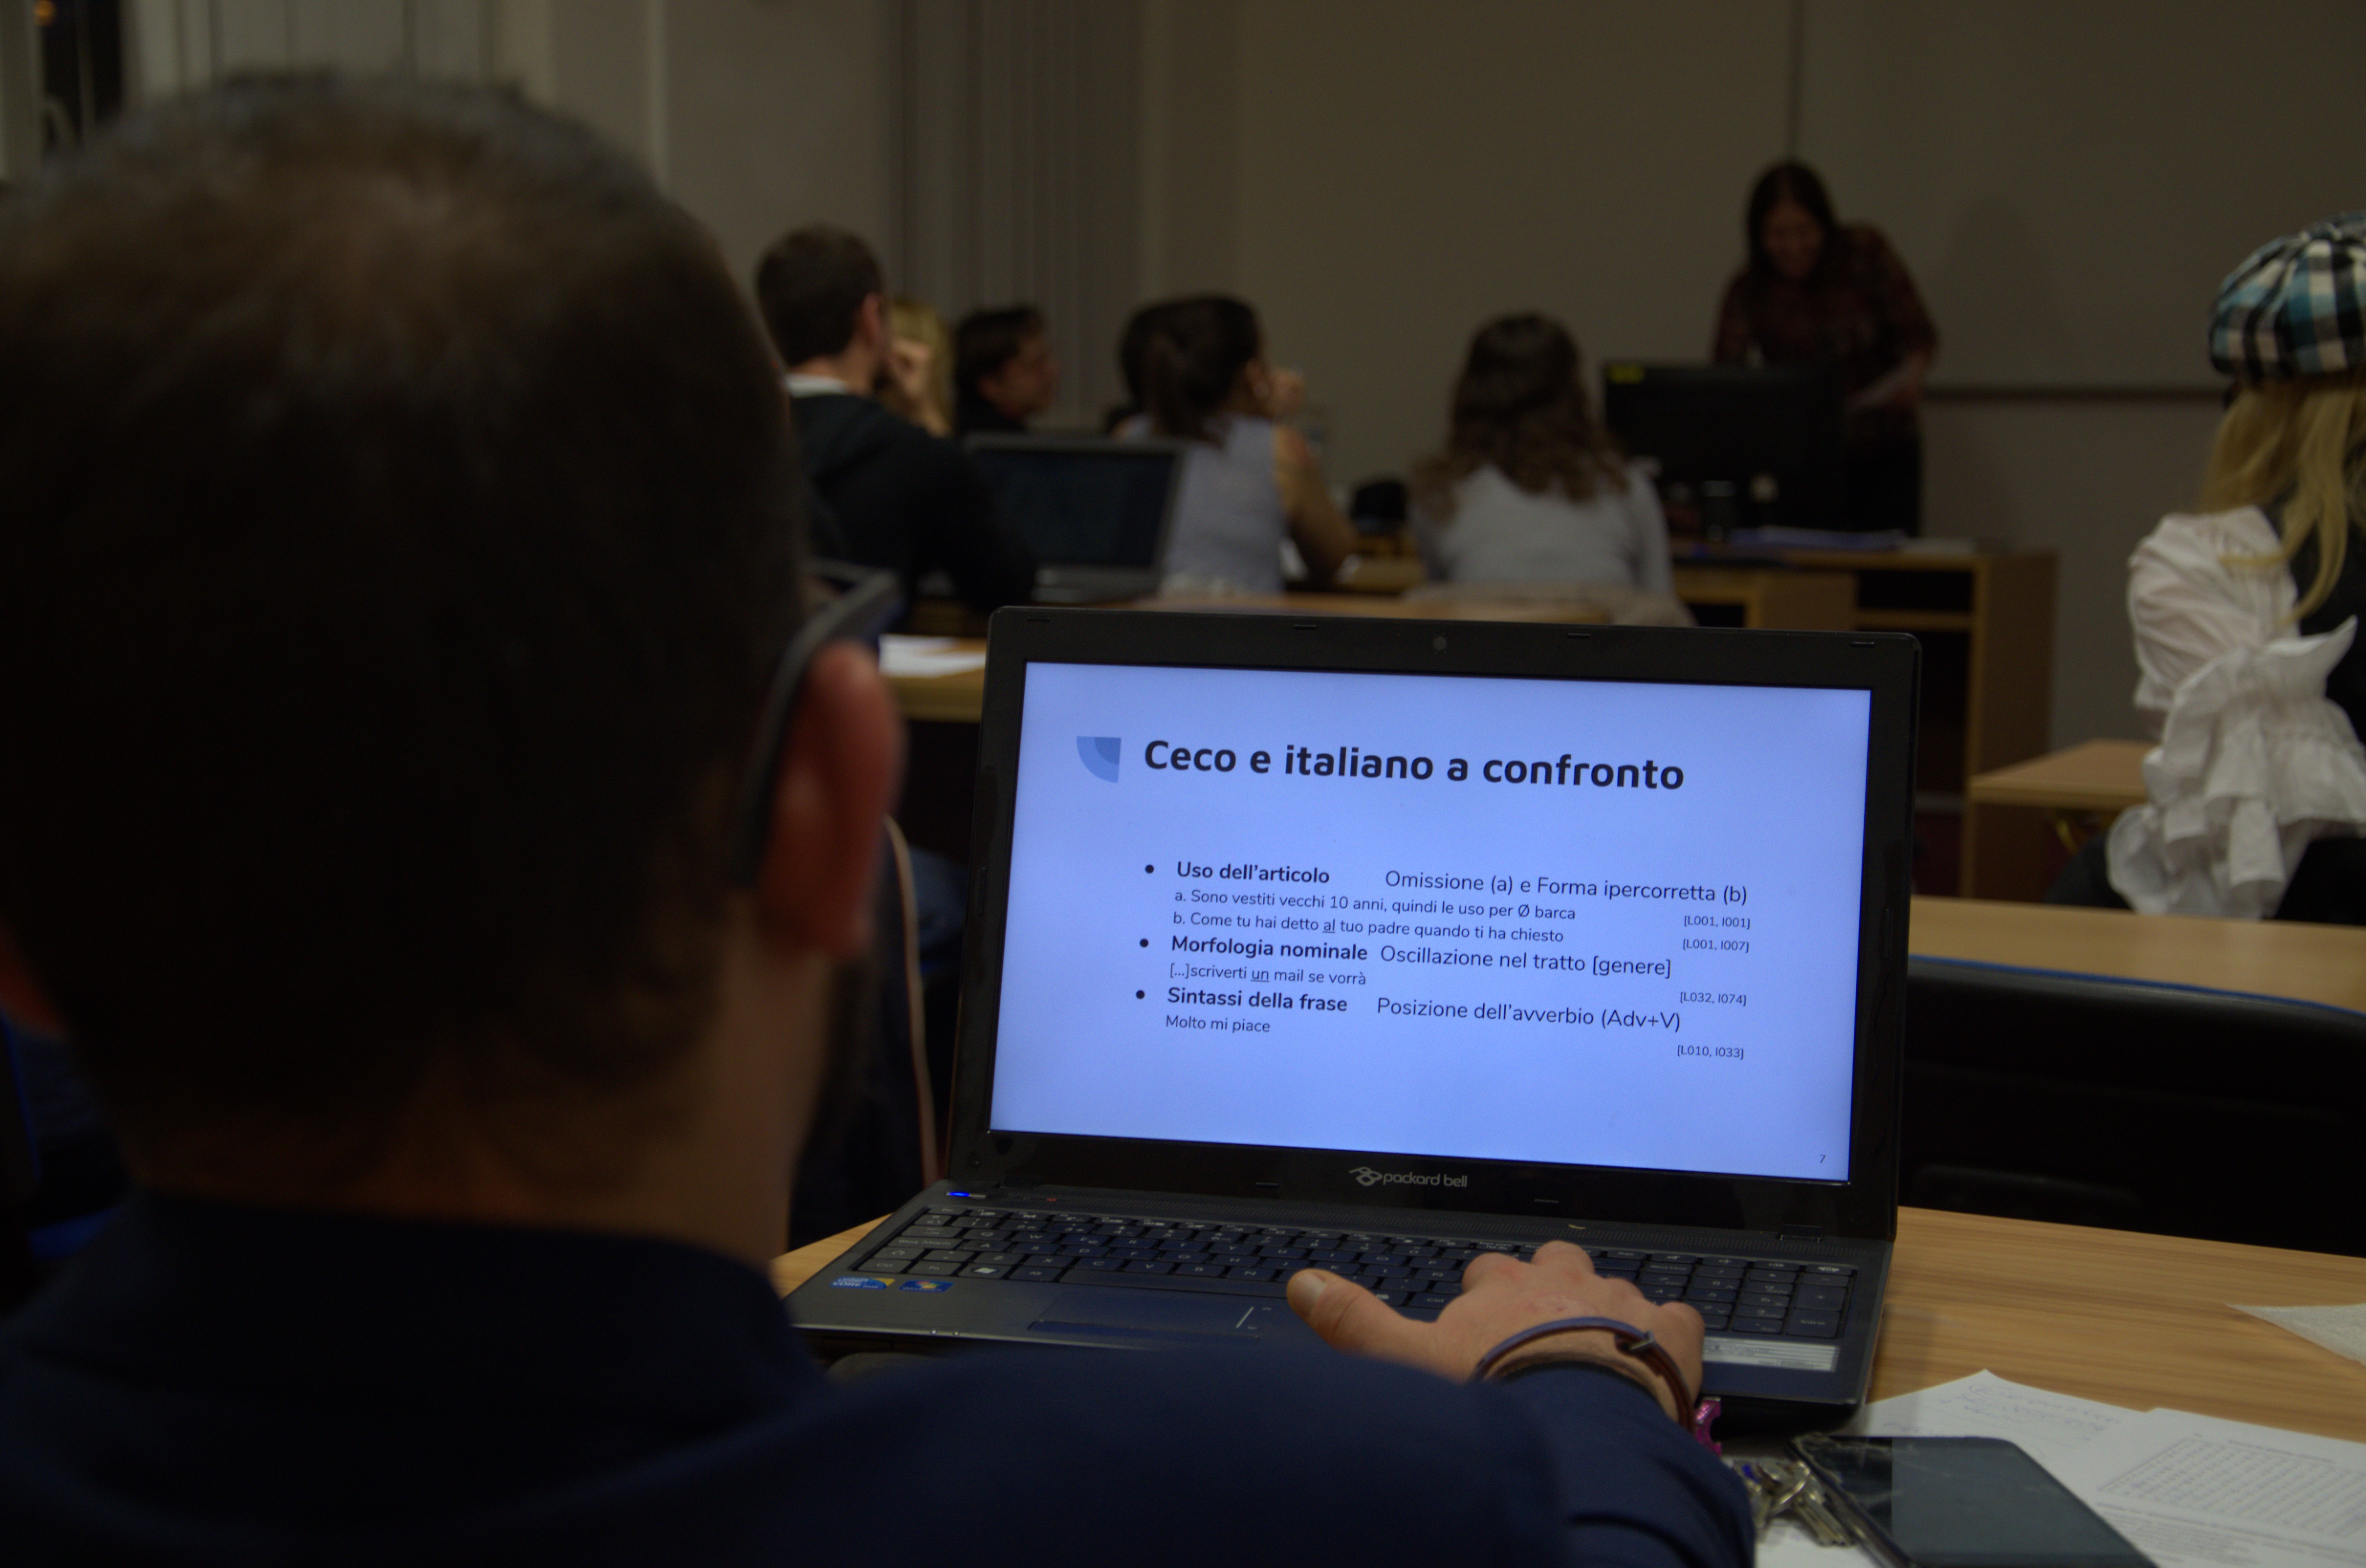 Ceco e italiano a confronto
● Uso dell'articolo Omissione (a) e Forma ipercorretta (b)
a. Sono vestiti vecchi 10 anni, quindi le uso per Ø barca [L001, I001]
b. Come tu hai detto al tuo padre quando ti ha chiesto [L001, I007]
● Morfologia nominale Oscillazione nel tratto [genere]
[...]scriverti un mail se vorrà [L032, I074]
● Sintassi della frase Posizione dell'avverbio (Adv+V)
Molto mi piace [L010, I033]
7
packard bell